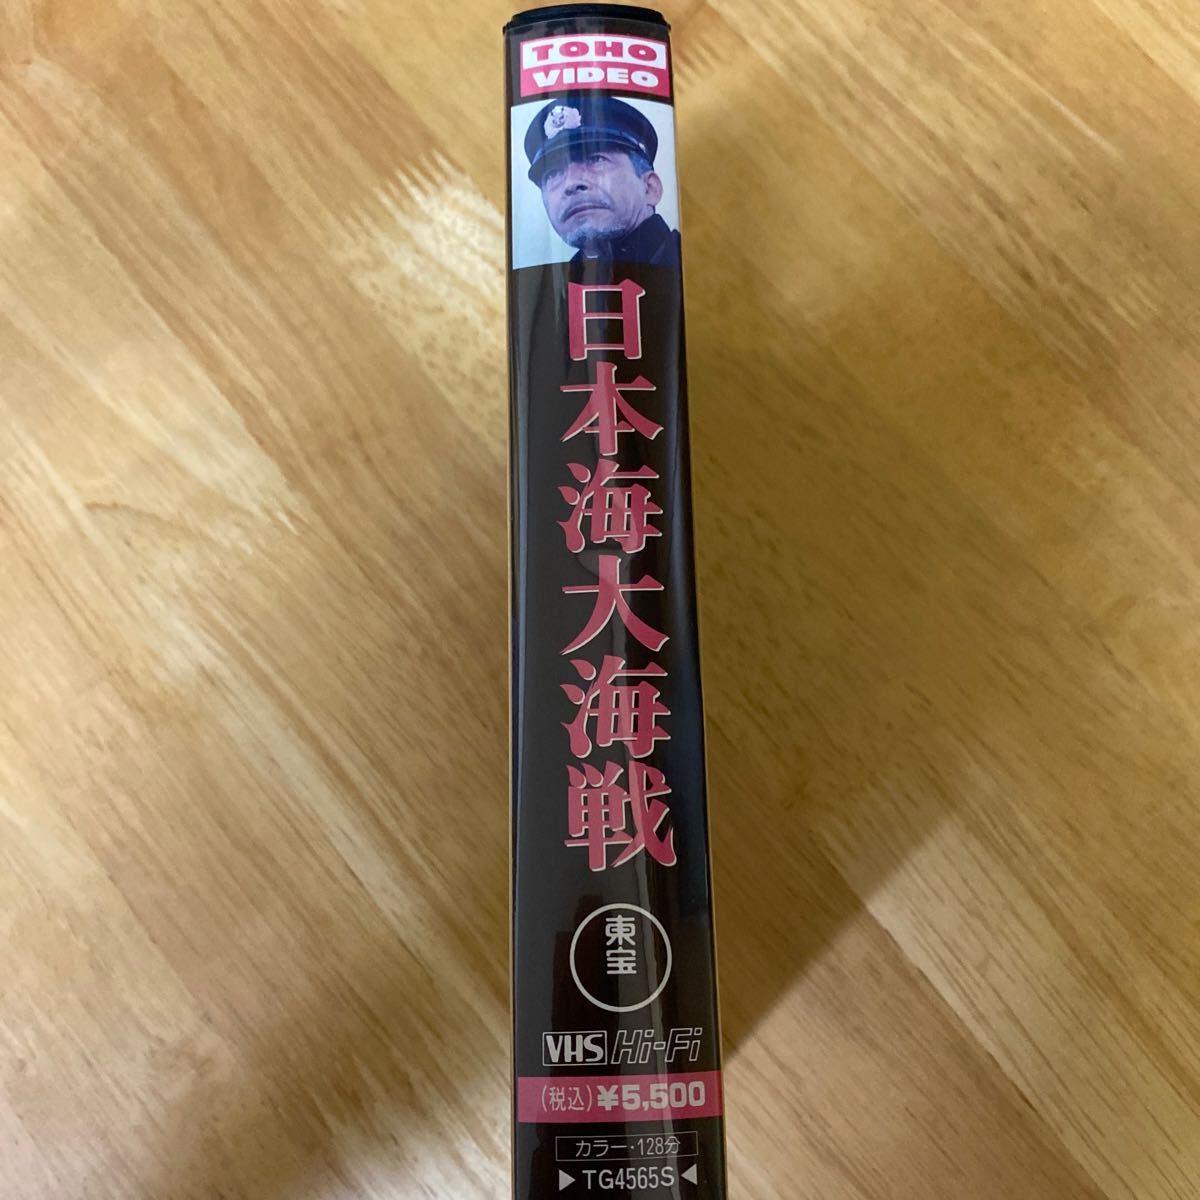 TOHO
VIDEO
日本海大海戦
東宝
VHS Hi-Fi
(税込)¥5,500
カラー・128分
▶TG4565S◀